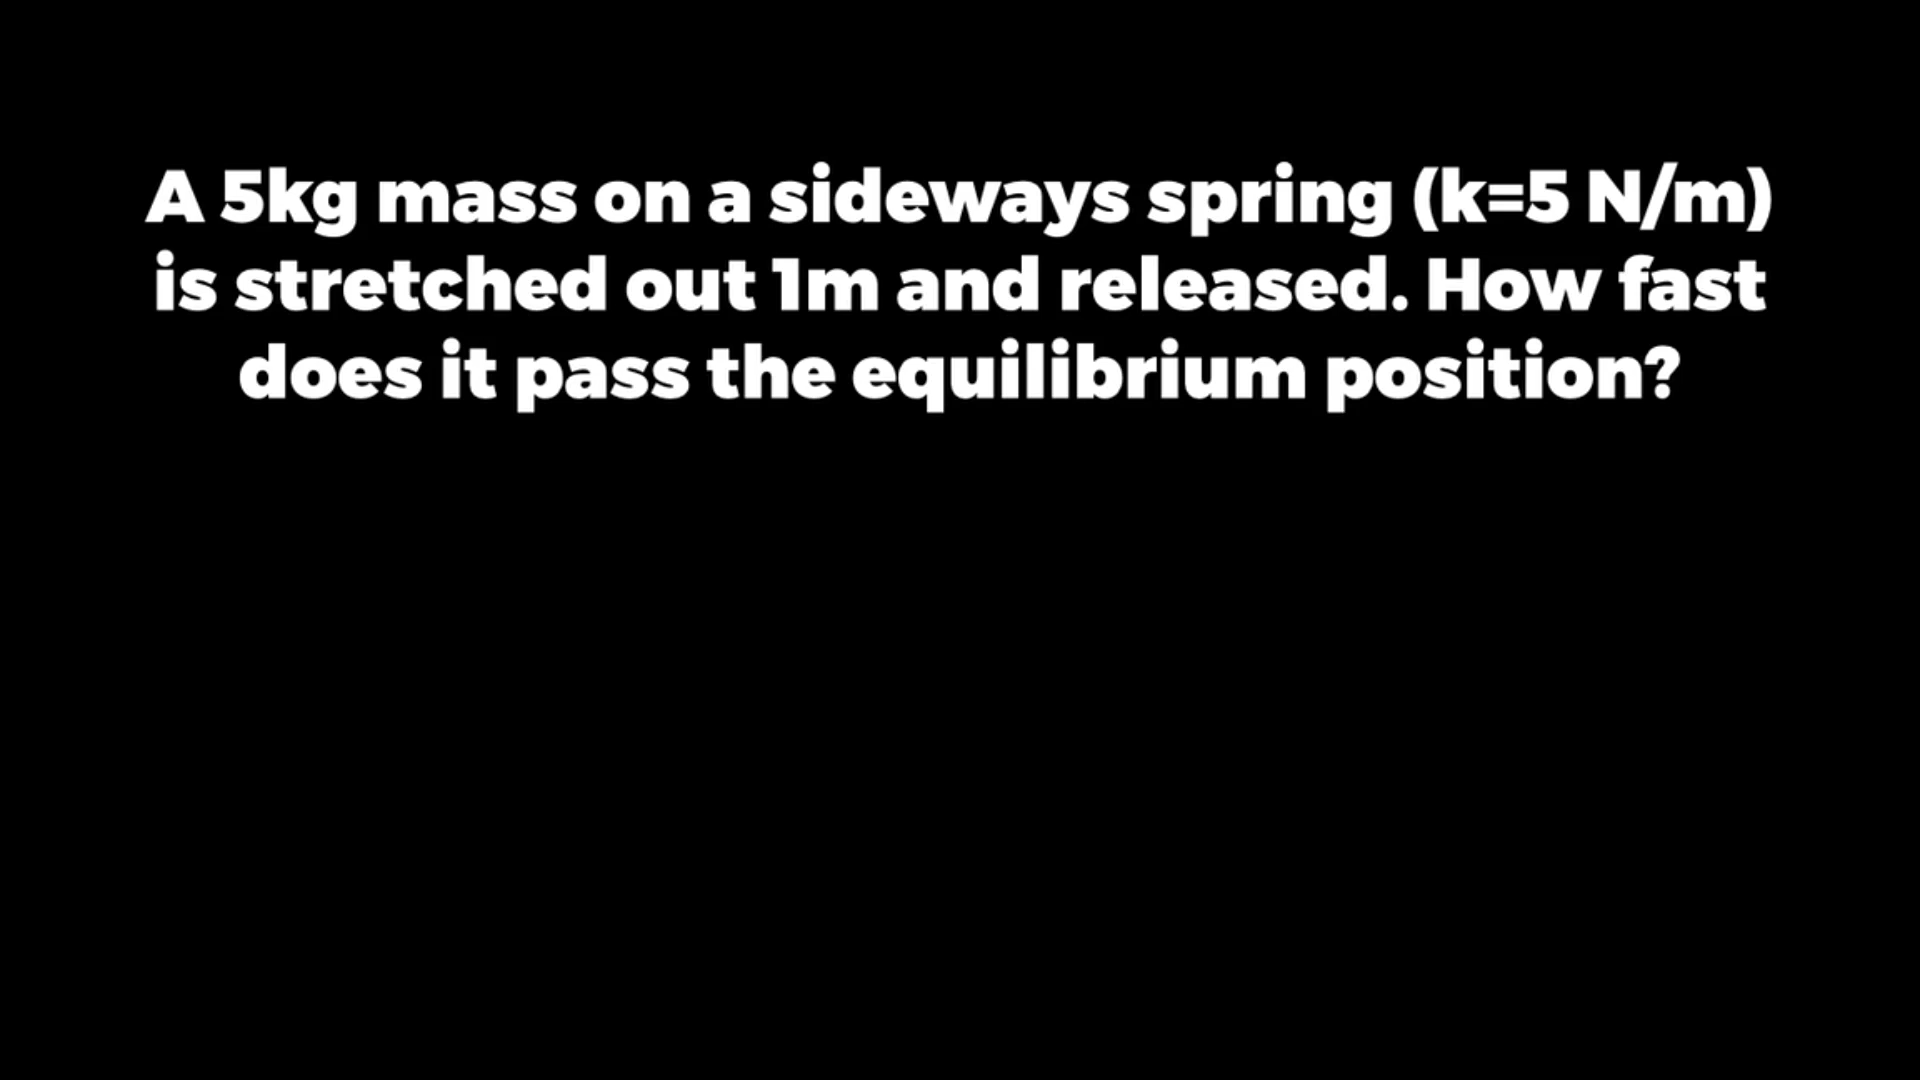 A 5kg mass on a sideways spring (k=5 N/m)
is stretched out 1m and released. How fast
does it pass the equilibrium position?